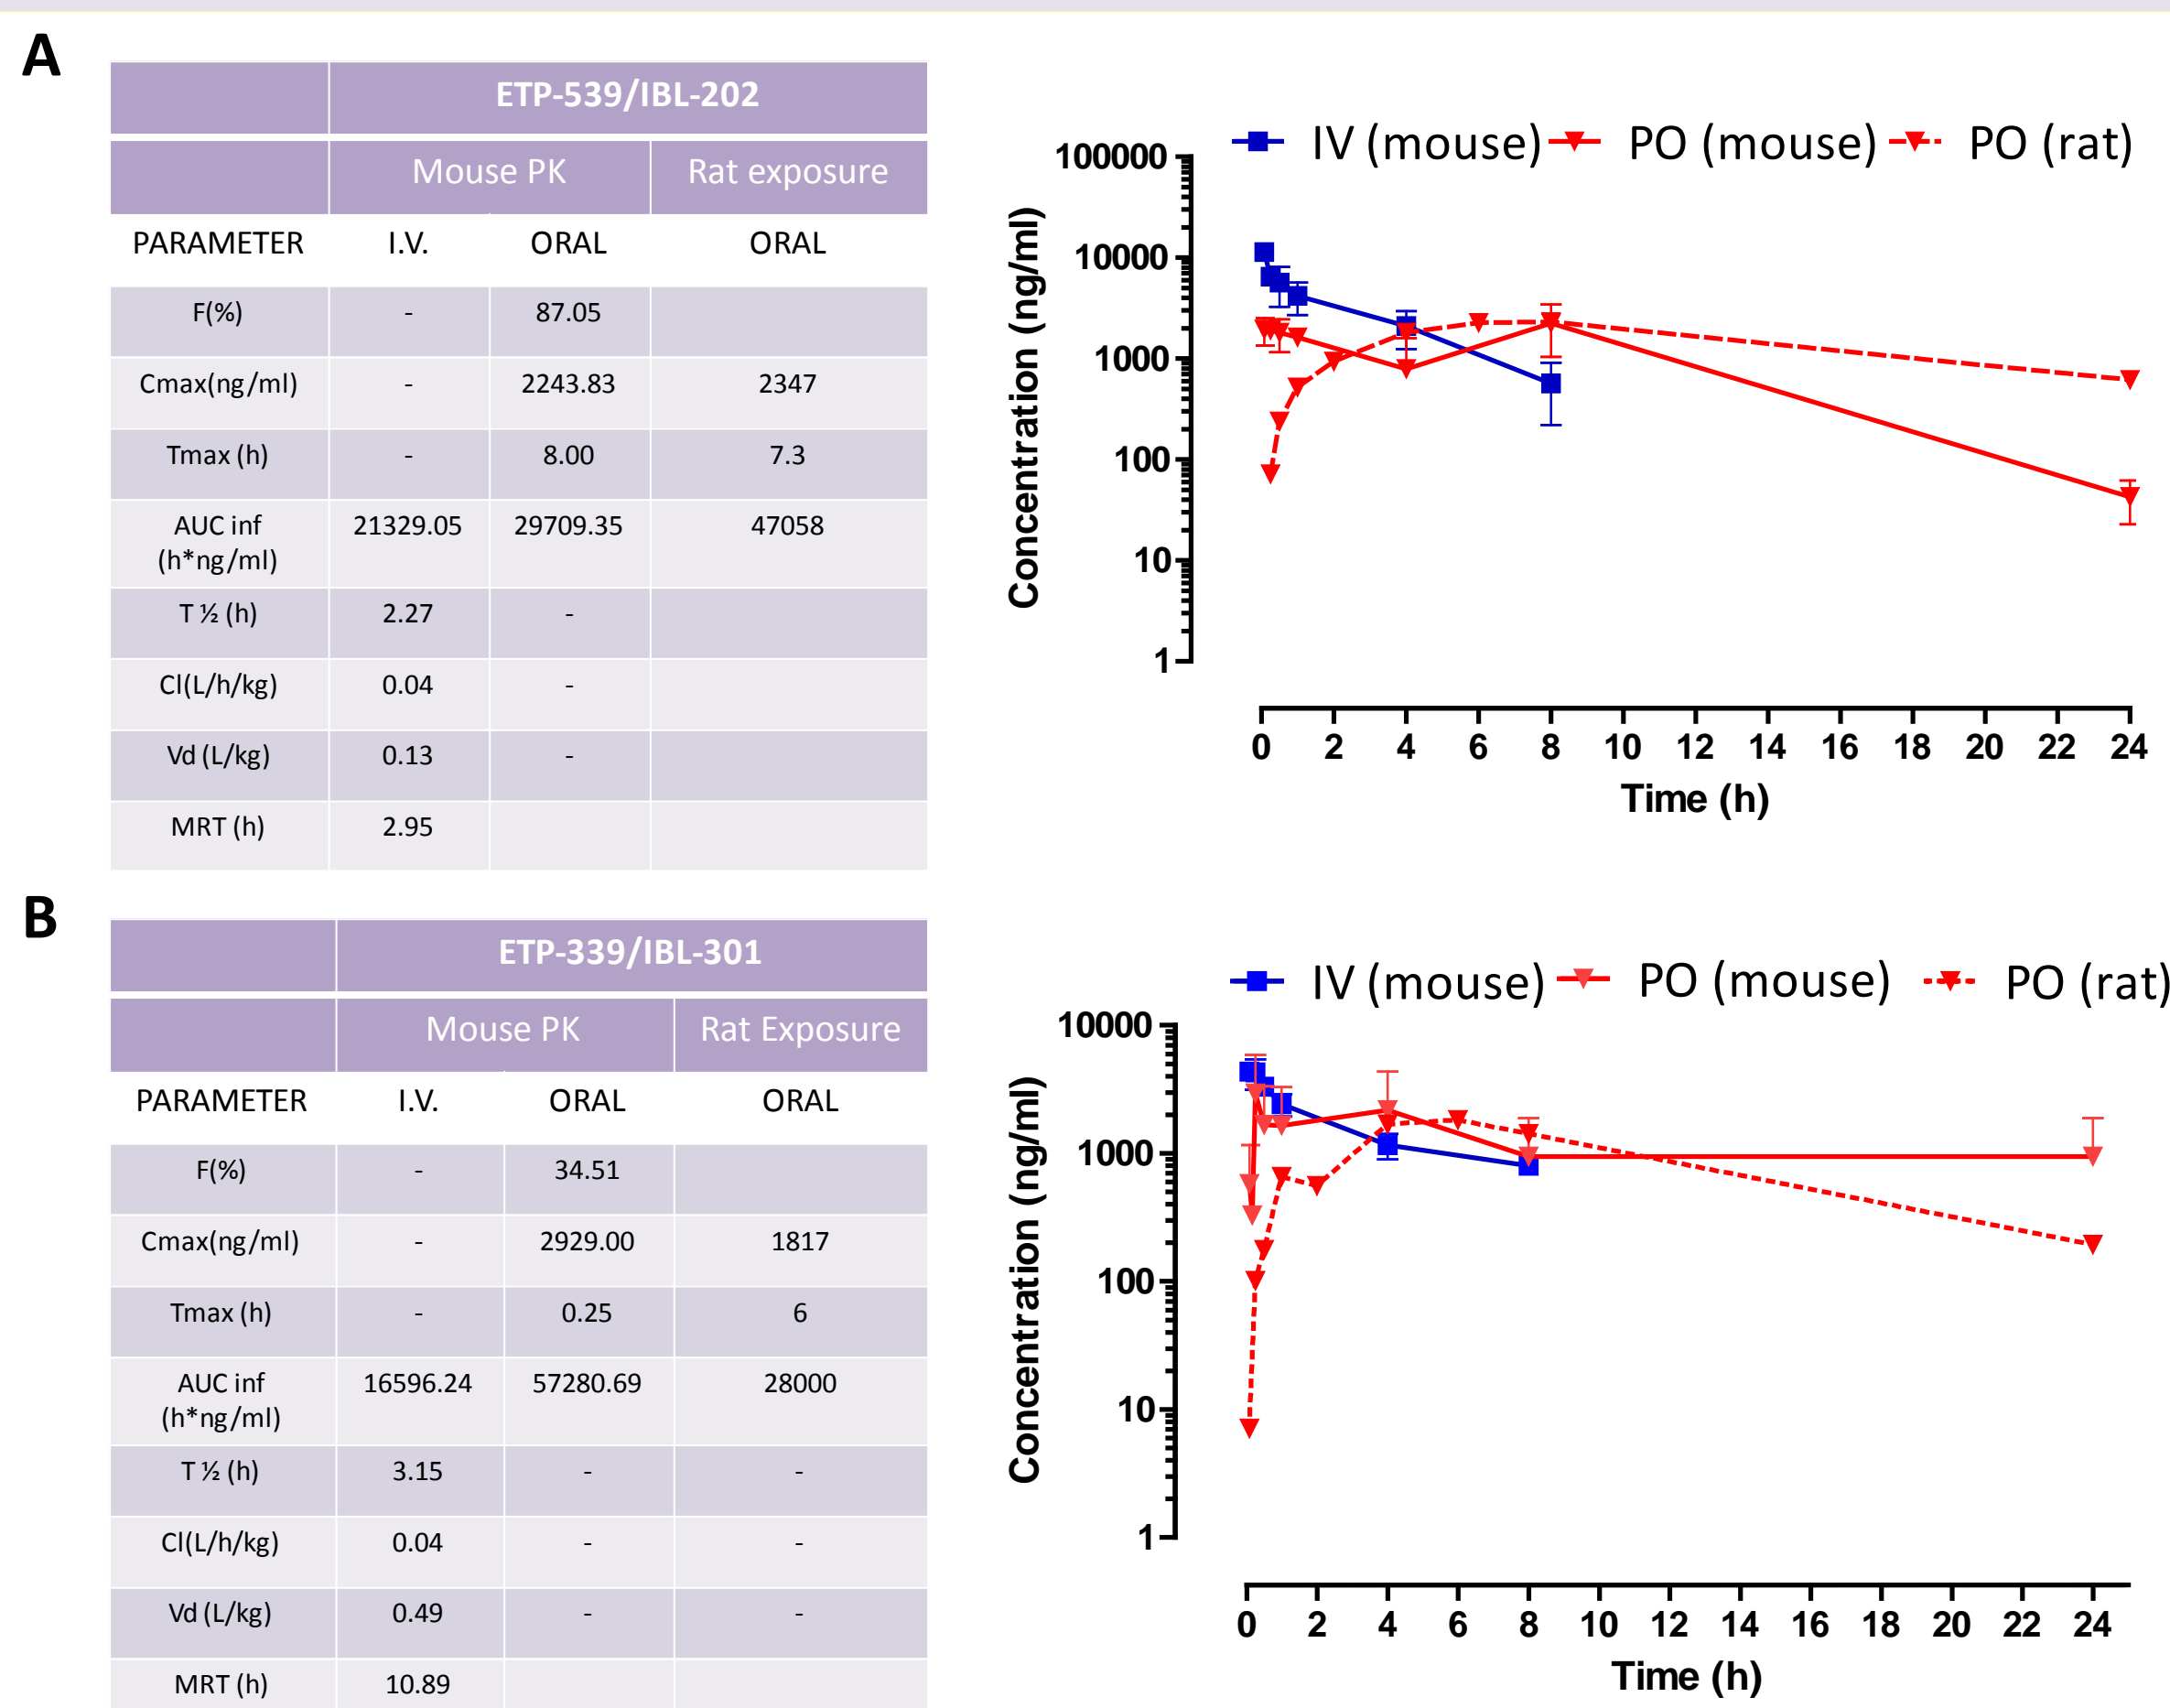 A
ETP-539/IBL-202
Mouse PK Rat exposure
PARAMETER I.V. ORAL ORAL
F(%) - 87.05
Cmax(ng/ml) - 2243.83 2347
Tmax (h) - 8.00 7.3
AUC inf 21329.05 29709.35 47058
(h*ng/ml)
T ½ (h) 2.27 -
Cl(L/h/kg) 0.04 -
Vd (L/kg) 0.13 -
MRT (h) 2.95
IV (mouse) PO (mouse) PO (rat)
Concentration (ng/ml)
100000
10000
1000
100
10
1
0 2 4 6 8 10 12 14 16 18 20 22 24
Time (h)
B
ETP-339/IBL-301
Mouse PK Rat Exposure
PARAMETER I.V. ORAL ORAL
F(%) - 34.51
Cmax(ng/ml) - 2929.00 1817
Tmax (h) - 0.25 6
AUC inf 16596.24 57280.69 28000
(h*ng/ml)
T ½ (h) 3.15 - -
Cl(L/h/kg) 0.04 - -
Vd (L/kg) 0.49 - -
MRT (h) 10.89
IV (mouse) PO (mouse) PO (rat)
Concentration (ng/ml)
10000
1000
100
10
1
0 2 4 6 8 10 12 14 16 18 20 22 24
Time (h)